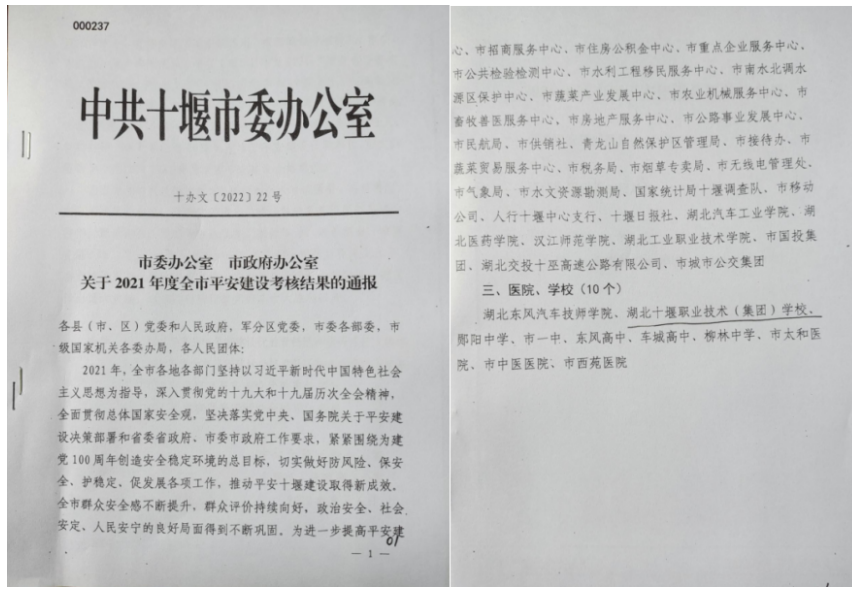 000237
中共十堰市委办公室
十办文〔2022〕22号
市委办公室 市政府办公室
关于2021年度全市平安建设考核结果的通报
各县（市、区）党委和人民政府，军分区党委，市委各部委，市
级国家机关各委办局，各人民团体：
2021年，全市各地各部门坚持以习近平新时代中国特色社会
主义思想为指导，深入贯彻党的十九大和十九届历次全会精神，
全面贯彻总体国家安全观，坚决落实党中央、国务院关于平安建
设决策部署和省委省政府、市委市政府工作要求，紧紧围绕为建
党100周年创造安全稳定环境的总目标，切实做好防风险、保安
全、护稳定、促发展各项工作，推动平安十堰建设取得新成效。
全市群众安全感不断提升，群众评价持续向好，政治安全、社会
安定、人民安宁的良好局面得到不断巩固。为进一步提高平安建
01
— 1 —
心、市招商服务中心、市住房公积金中心、市重点企业服务中心、
市公共检验检测中心、市水利工程移民服务中心、市南水北调水
源区保护中心、市蔬菜产业发展中心、市农业机械服务中心、市
畜牧兽医服务中心、市房地产服务中心、市公路事业发展中心、
市民航局、市供销社、青龙山自然保护区管理局、市接待办、市
蔬菜贸易服务中心、市税务局、市烟草专卖局、市无线电管理处、
市气象局、市水文资源勘测局、国家统计局十堰调查队、市移动
公司、人行十堰中心支行、十堰日报社、湖北汽车工业学院、湖
北医药学院、汉江师范学院、湖北工业职业技术学院、市国投集
团、湖北交投十巫高速公路有限公司、市城市公交集团
三、医院、学校（10个）
湖北东风汽车技师学院、湖北十堰职业技术（集团）学校、
郧阳中学、市一中、东风高中、车城高中、柳林中学、市太和医
院、市中医医院、市西苑医院